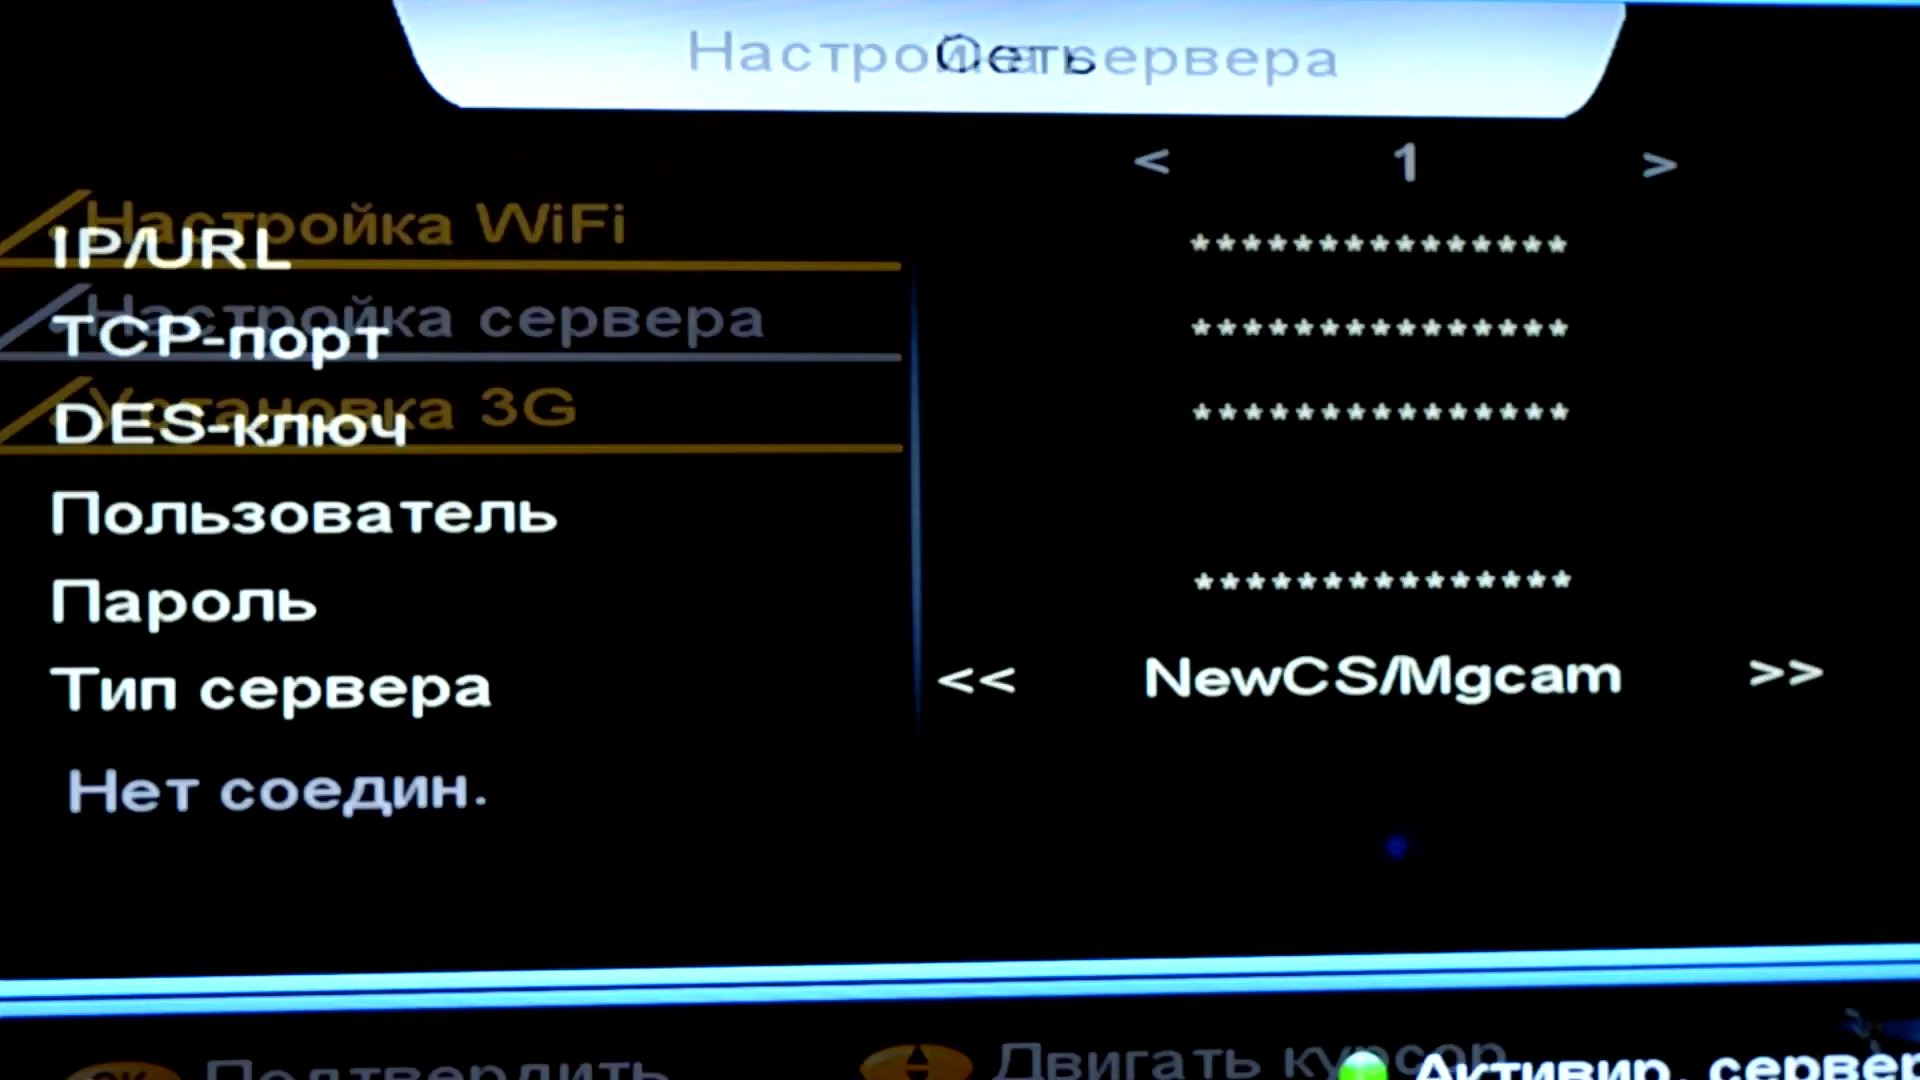 Настройка сервера
Сеть
< 1 >
Настройка WiFi
IP/URL ***************
Настройка сервера
TCP-порт ***************
Установка 3G
DES-ключ ***************
Пользователь
Пароль ***************
Тип сервера << NewCS/Mgcam >>
Нет соедин.
OK Подтвердить Двигать курсор Активир. сервер